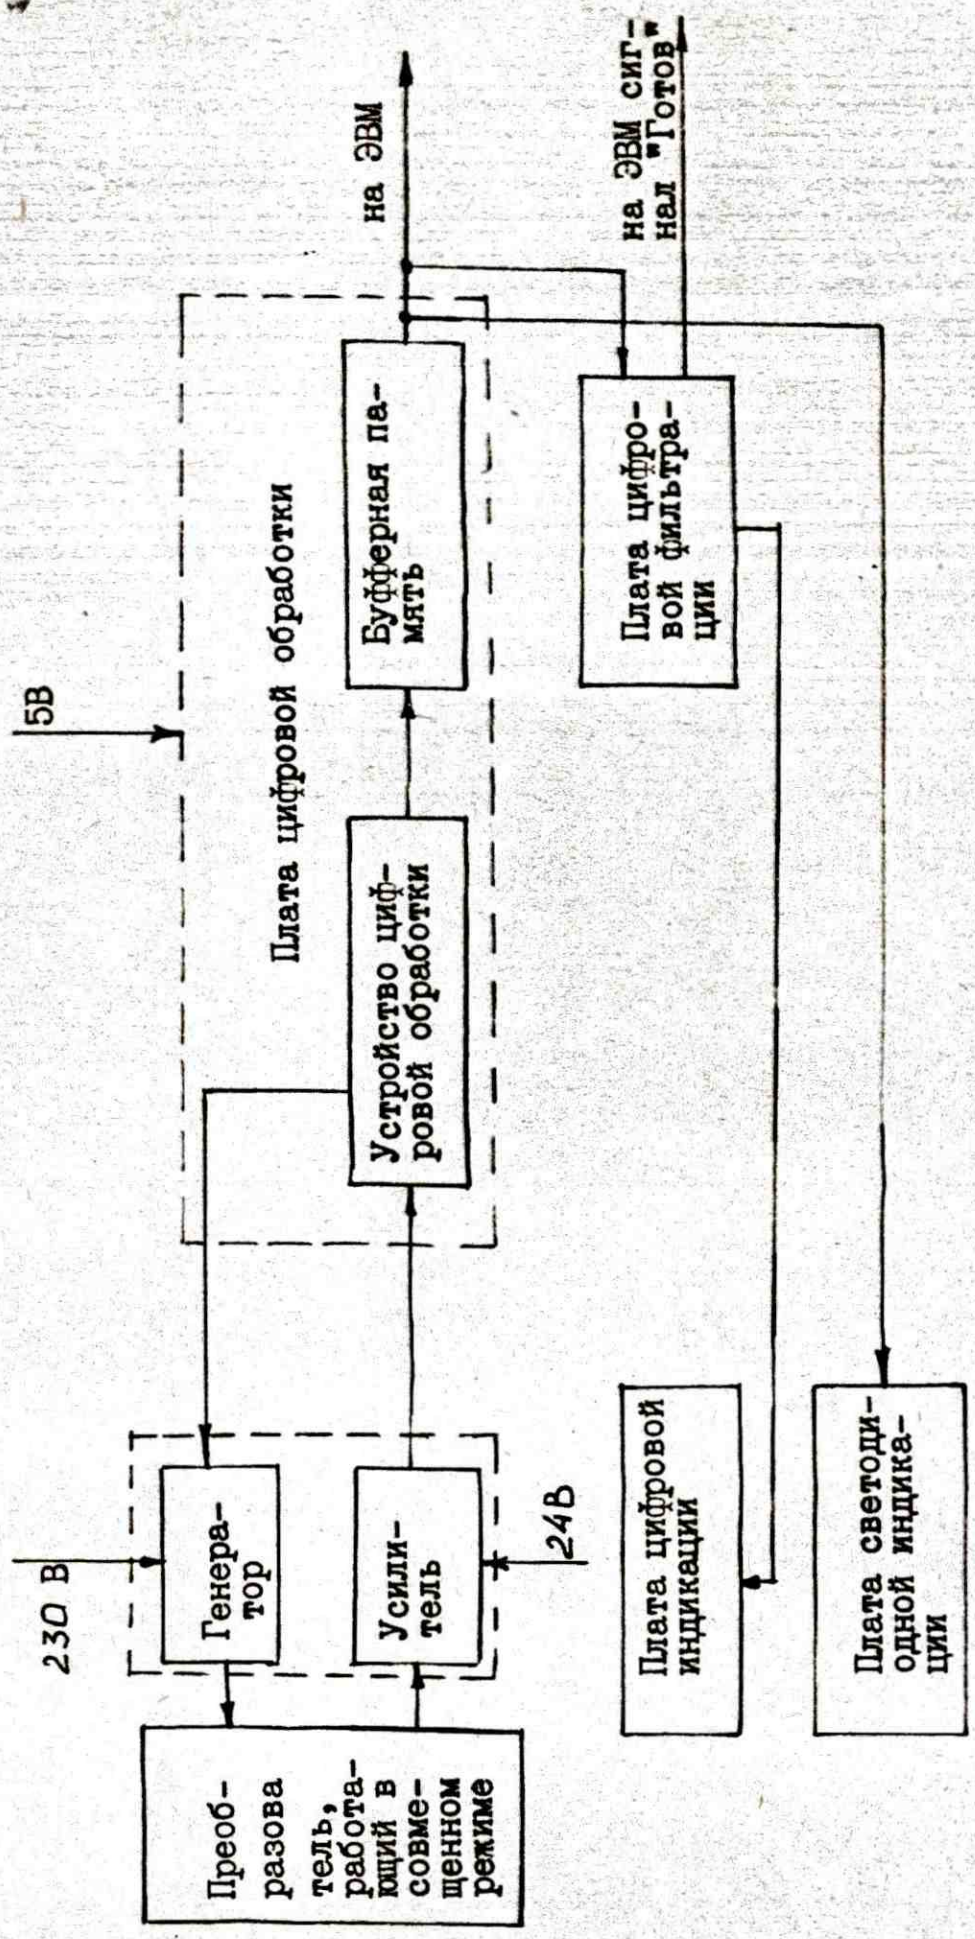 230 В
5В
Преоб-
разова
тель,
работа-
ющий в
совме-
щенном
режиме
Генера-
тор
Усили-
тель
24В
Плата цифровой обработки
Устройство циф-
ровой обработки
Буфферная па-
мять
на ЭВМ
Плата цифро-
вой фильтра-
ции
на ЭВМ сиг-
нал "Готов"
Плата цифровой
индикации
Плата светоди-
одной индика-
ции